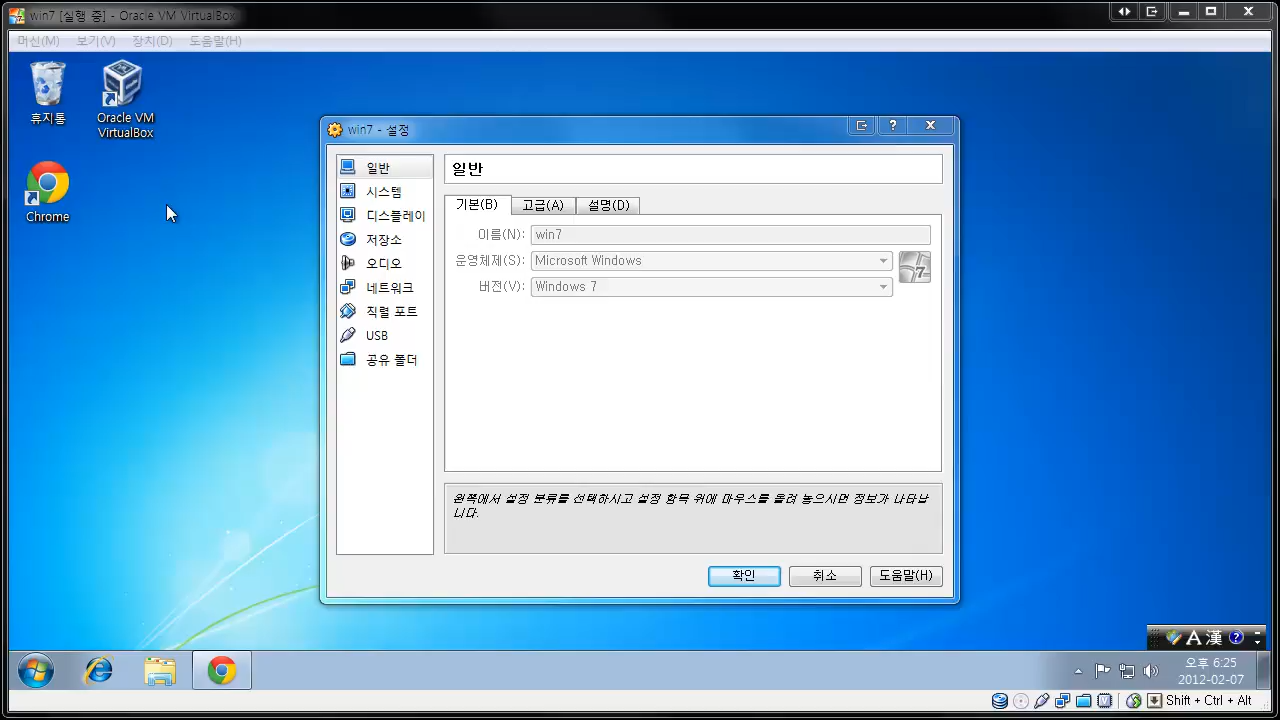 win7 [실행 중] - Oracle VM VirtualBox
머신(M) 보기(V) 장치(D) 도움말(H)
휴지통
Oracle VM
VirtualBox
Chrome
win7 - 설정
일반
시스템
디스플레이
저장소
오디오
네트워크
직렬 포트
USB
공유 폴더
일반
기본(B) 고급(A) 설명(D)
이름(N): win7
운영체제(S): Microsoft Windows
7
버전(V): Windows 7
왼쪽에서 설정 분류를 선택하시고 설정 항목 위에 마우스를 올려 놓으시면 정보가 나타납
니다.
확인 취소 도움말(H)
A 漢
오후 6:25
2012-02-07
Shift + Ctrl + Alt